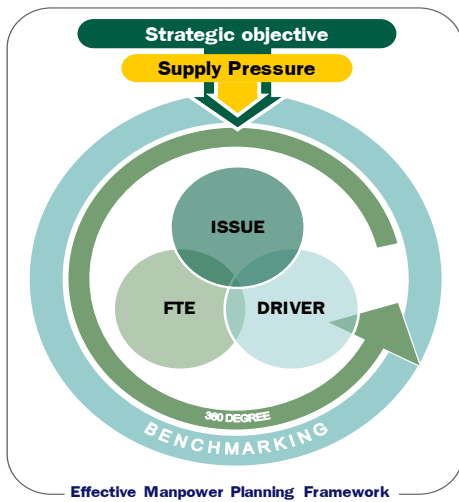 Strategic objective
Supply Pressure
ISSUE
FTE
DRIVER
360 DEGREE
BENCHMARKING
Effective Manpower Planning Framework